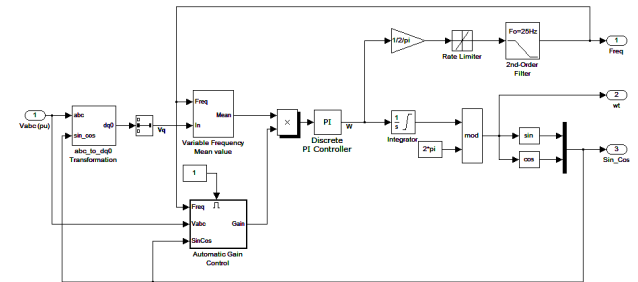 Fo=25Hz
1/2/pi
1
Rate Limiter
Freq
2nd-Order
Filter
1
abc
dq0
Freq
Mean
2
Vabc (pu)
sin_cos
Vq
In
×
PI
W
1
s
mod
wt
sin
abc_to_dq0
Transformation
Variable Frequency
Mean value
Discrete
PI Controller
Integrator
2*pi
cos
3
Sin_Cos
1
Freq
Vabc
Gain
SinCos
Automatic Gain
Control